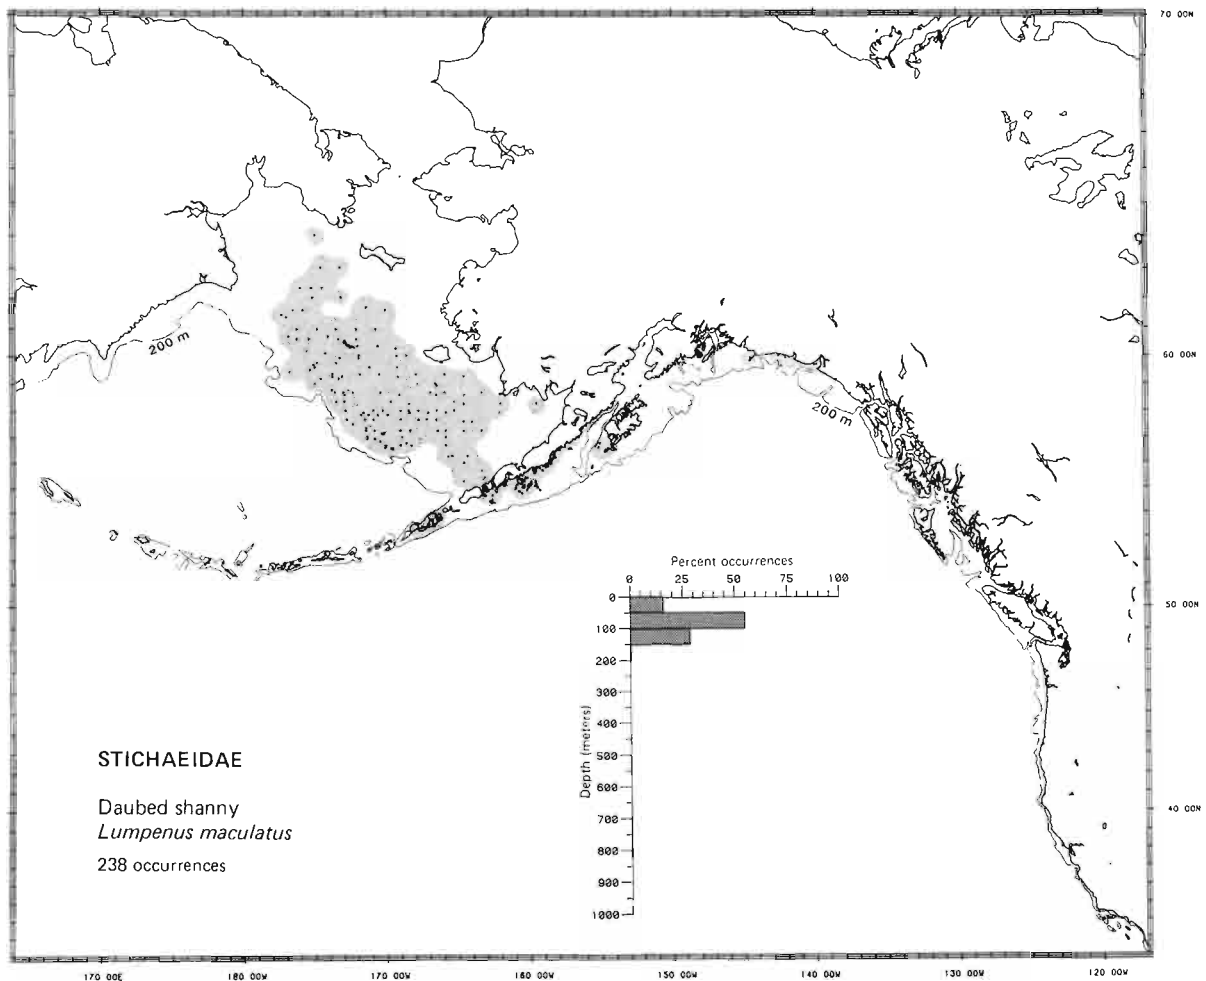 70 00N
200 m
60 00N
200 m
Percent occurrences
0 25 50 75 100
Depth (meters)
0
100
200
300
400
500
600
700
800
900
1000
50 00N
40 00N
STICHAEIDAE
Daubed shanny
Lumpenus maculatus
238 occurrences
170 00E 180 00W 170 00W 160 00W 150 00W 140 00W 130 00W 120 00W